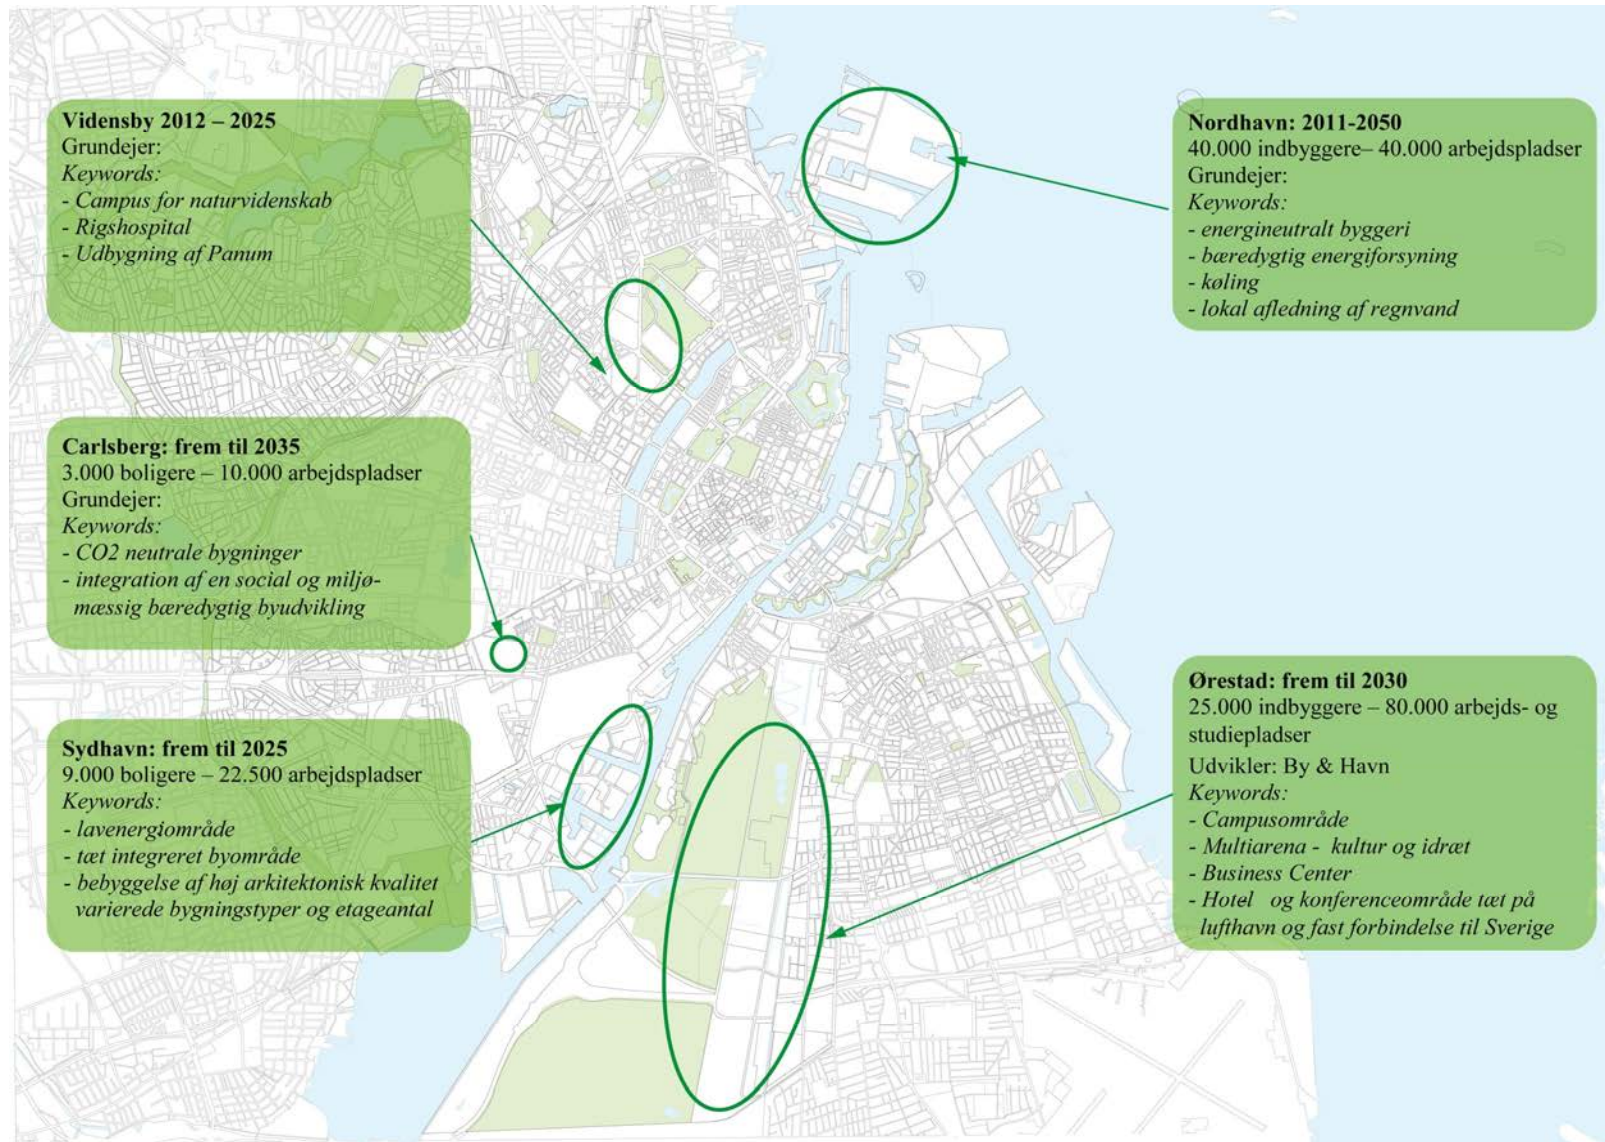 Vidensby 2012 – 2025
Grundejer:
Keywords:
- Campus for naturvidenskab
- Rigshospital
- Udbygning af Panum
Carlsberg: frem til 2035
3.000 boligere – 10.000 arbejdspladser
Grundejer:
Keywords:
- CO2 neutrale bygninger
- integration af en social og miljø-
mæssig bæredygtig byudvikling
Sydhavn: frem til 2025
9.000 boligere – 22.500 arbejdspladser
Keywords:
- lavenergiområde
- tæt integreret byområde
- bebyggelse af høj arkitektonisk kvalitet
varierede bygningstyper og etageantal
Nordhavn: 2011-2050
40.000 indbyggere– 40.000 arbejdspladser
Grundejer:
Keywords:
- energineutralt byggeri
- bæredygtig energiforsyning
- køling
- lokal afledning af regnvand
Ørestad: frem til 2030
25.000 indbyggere – 80.000 arbejds- og
studiepladser
Udvikler: By & Havn
Keywords:
- Campusområde
- Multiarena - kultur og idræt
- Business Center
- Hotel og konferenceområde tæt på
lufthavn og fast forbindelse til Sverige